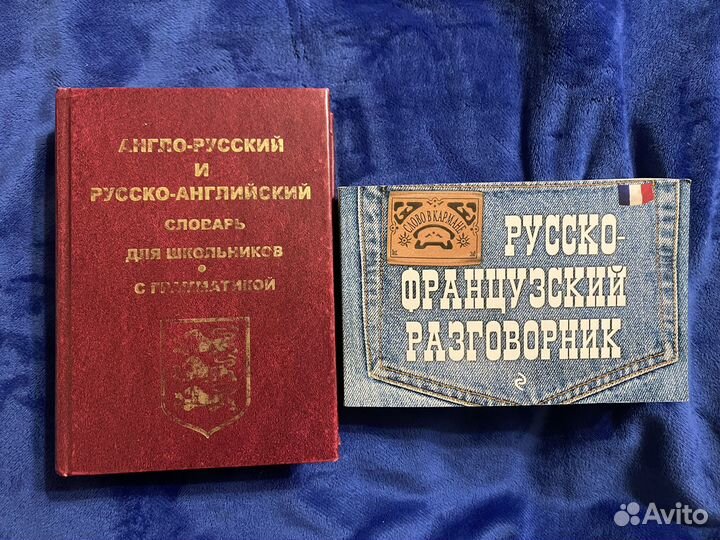 АНГЛО-РУССКИЙ
И
РУССКО-АНГЛИЙСКИЙ
СЛОВАРЬ
ДЛЯ ШКОЛЬНИКОВ
С ГРАММАТИКОЙ
СЛОВО В КАРМАНЕ
РУССКО-
ФРАНЦУЗСКИЙ
РАЗГОВОРНИК
Avito